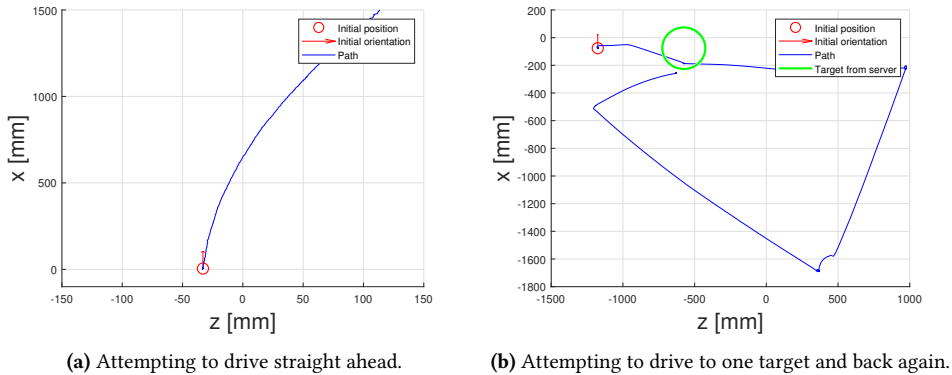 1500
1000
500
0
-150
-100
-50
0
50
100
150
x [mm]
z [mm]
Initial position
Initial orientation
Path
(a) Attempting to drive straight ahead.
200
0
-200
-400
-600
-800
-1000
-1200
-1400
-1600
-1800
-1500
-1000
-500
0
500
1000
x [mm]
z [mm]
Initial position
Initial orientation
Path
Target from server
(b) Attempting to drive to one target and back again.